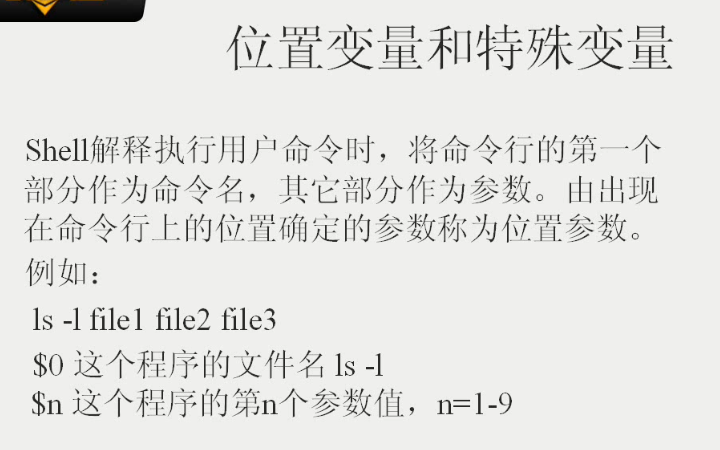 位置变量和特殊变量
Shell解释执行用户命令时，将命令行的第一个
部分作为命令名，其它部分作为参数。由出现
在命令行上的位置确定的参数称为位置参数。
例如：
ls -l file1 file2 file3
$0 这个程序的文件名 ls -l
$n 这个程序的第n个参数值，n=1-9